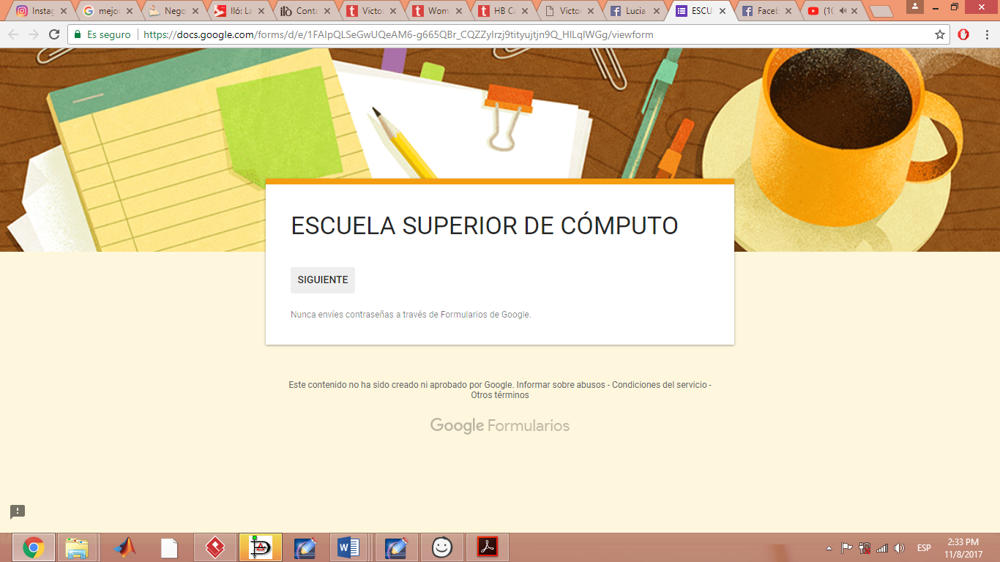 Instag
mejor
Nego
Iló: La
Conta
Victor
Wom
HB Ca
Victor
Lucia
ESCU
Faceb
(10
Es seguro
https://docs.google.com/forms/d/e/1FAIpQLSeGwUQeAM6-g665QBr_CQZZyIrzj9tityujtjn9Q_HILqIWGg/viewform
ESCUELA SUPERIOR DE CÓMPUTO
SIGUIENTE
Nunca envíes contraseñas a través de Formularios de Google.
Este contenido no ha sido creado ni aprobado por Google. Informar sobre abusos - Condiciones del servicio -
Otros términos
Google Formularios
ESP
2:33 PM
11/8/2017